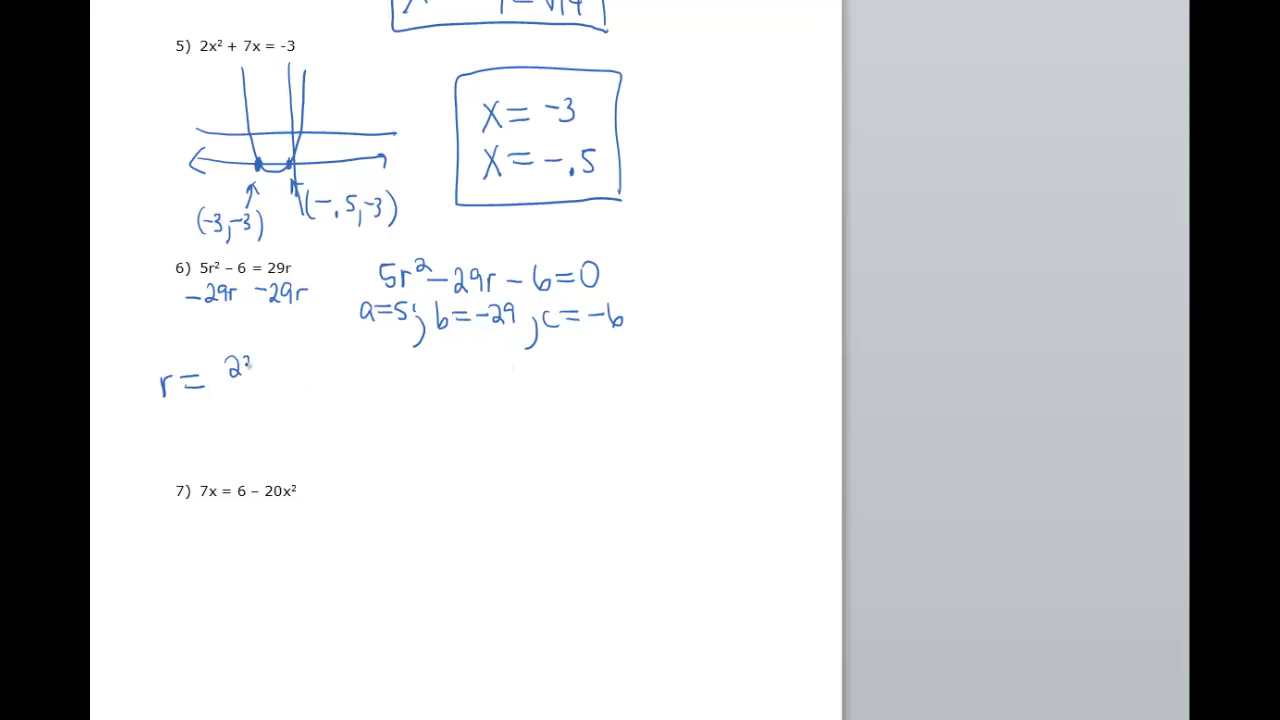 5) 2x² + 7x = -3
x = -3
x = -.5
(-3,-3)
(-.5,-3)
6) 5r² – 6 = 29r
-29r -29r
5r² - 29r - 6 = 0
a=5; b=-29, c=-6
r =
7) 7x = 6 – 20x²